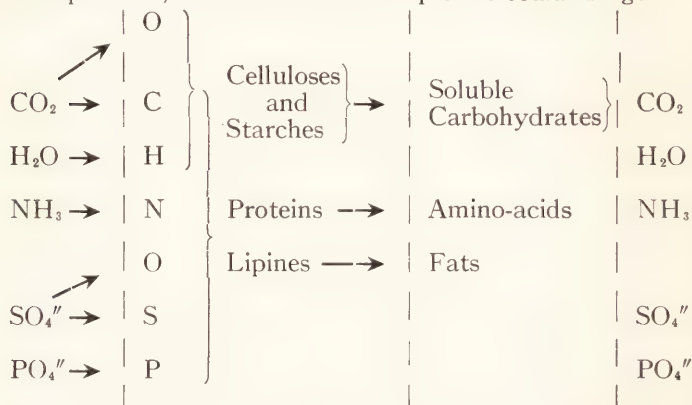 O
Celluloses
CO₂ → C and → Soluble CO₂
Starches Carbohydrates
H₂O → H H₂O
NH₃ → N Proteins → Amino-acids NH₃
O Lipines → Fats
SO₄″ → S SO₄″
PO₄″ → P PO₄″